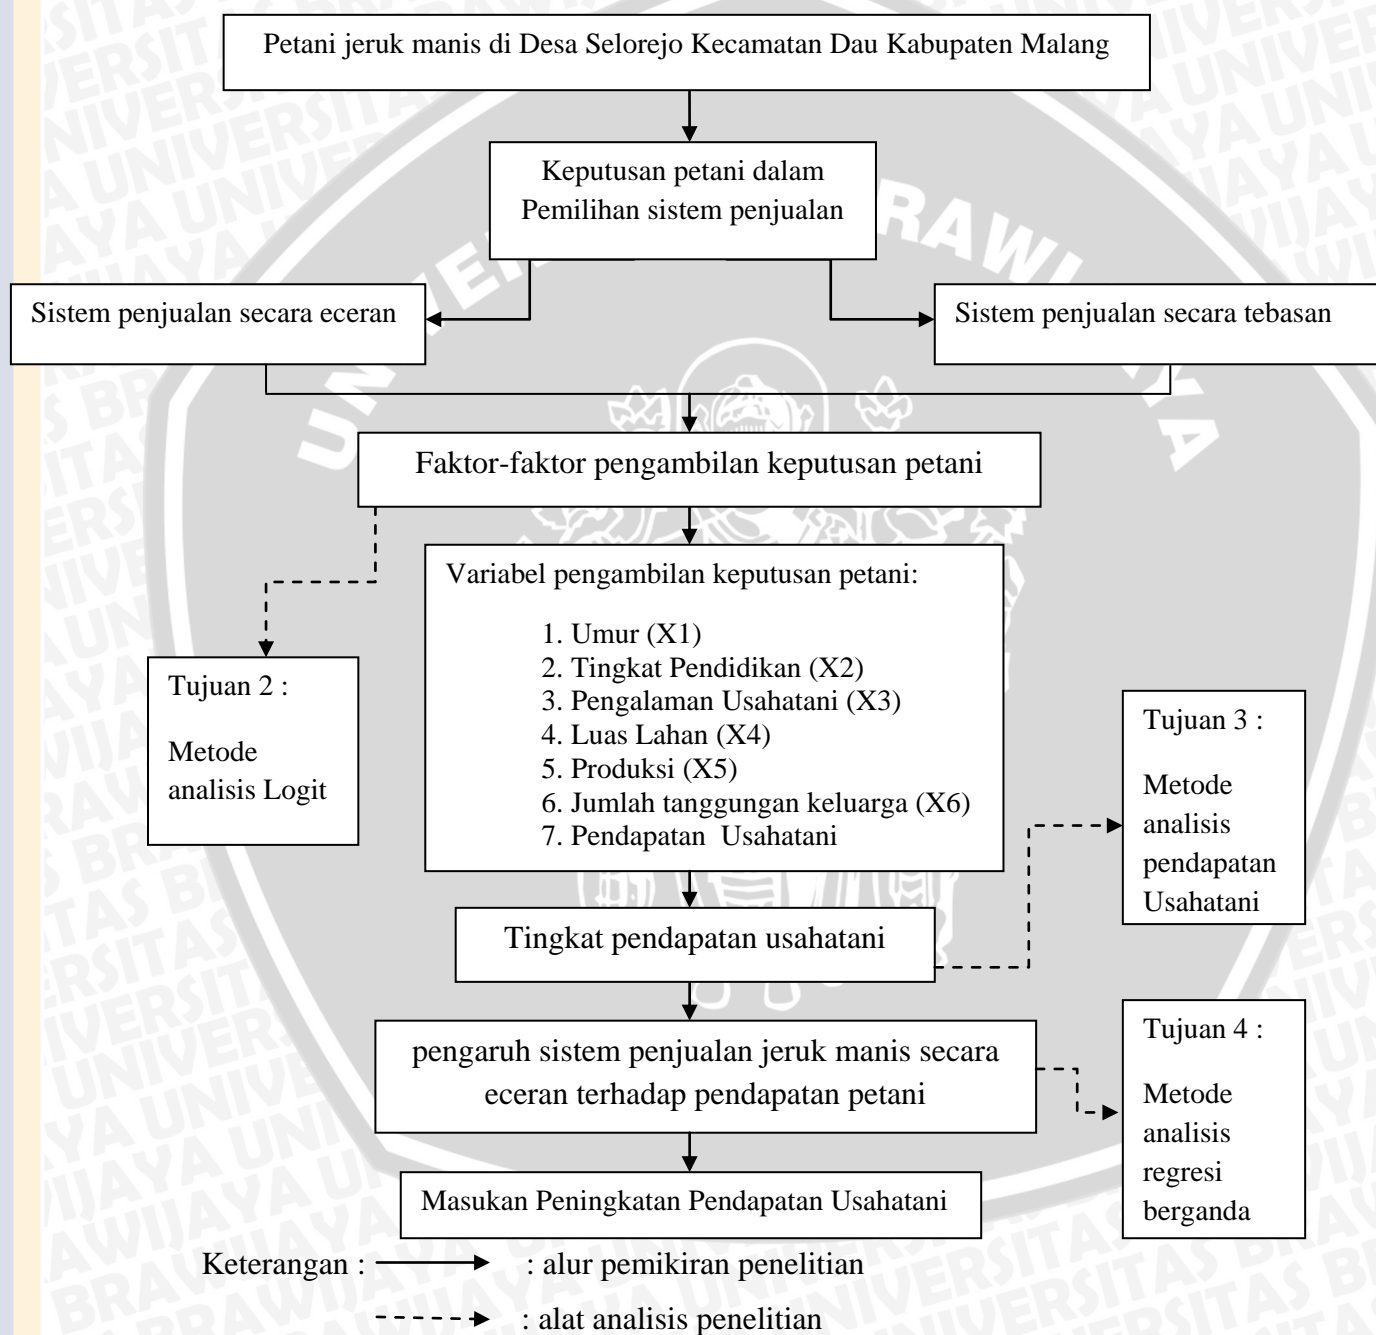 Petani jeruk manis di Desa Selorejo Kecamatan Dau Kabupaten Malang
Keputusan petani dalam
Pemilihan sistem penjualan
Sistem penjualan secara eceran
Sistem penjualan secara tebasan
Faktor-faktor pengambilan keputusan petani
Variabel pengambilan keputusan petani:
1. Umur (X1)
2. Tingkat Pendidikan (X2)
3. Pengalaman Usahatani (X3)
4. Luas Lahan (X4)
5. Produksi (X5)
6. Jumlah tanggungan keluarga (X6)
7. Pendapatan Usahatani
Tujuan 2 :
Metode
analisis Logit
Tujuan 3 :
Metode
analisis
pendapatan
Usahatani
Tingkat pendapatan usahatani
pengaruh sistem penjualan jeruk manis secara
eceran terhadap pendapatan petani
Tujuan 4 :
Metode
analisis
regresi
berganda
Masukan Peningkatan Pendapatan Usahatani
Keterangan : : alur pemikiran penelitian
: alat analisis penelitian